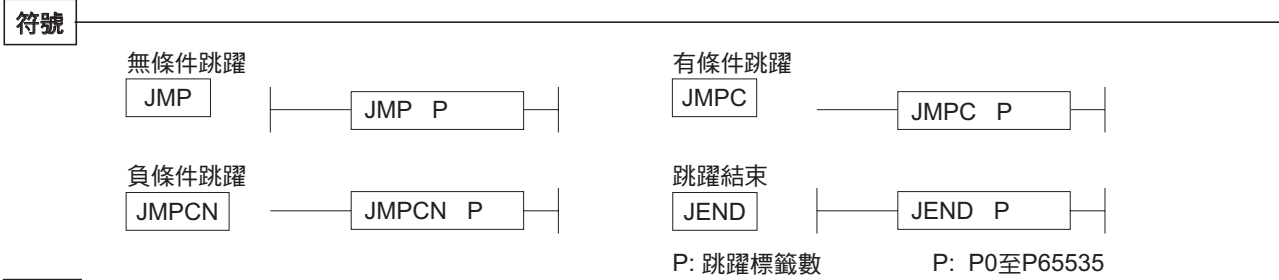 符號
無條件跳躍 有條件跳躍
JMP JMP P JMPC JMPC P
負條件跳躍 跳躍結束
JMPCN JMPCN P JEND JEND P
P: 跳躍標籤數 P: P0至P65535